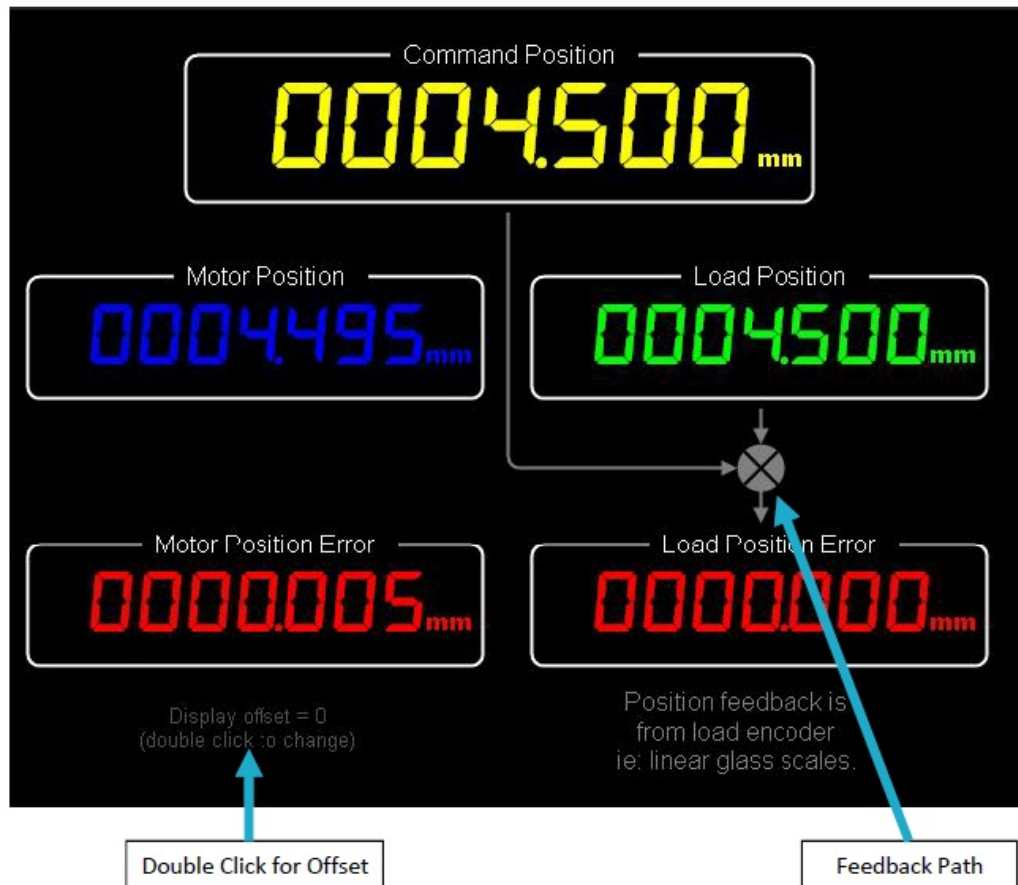 Command Position
0004.500 mm
Motor Position
0004.495 mm
Load Position
0004.500 mm
Motor Position Error
0000.005 mm
Load Position Error
0000.000 mm
Display offset = 0
(double click to change)
Position feedback is
from load encoder
ie: linear glass scales.
Double Click for Offset
Feedback Path